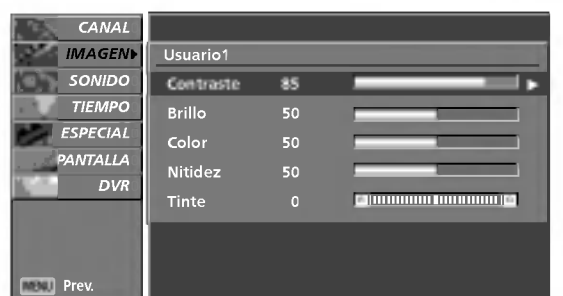 CANAL
IMAGEN
SONIDO
TIEMPO
ESPECIAL
PANTALLA
DVR
MENU Prev.
Usuario1
Contraste 85
Brillo 50
Color 50
Nitidez 50
Tinte 0